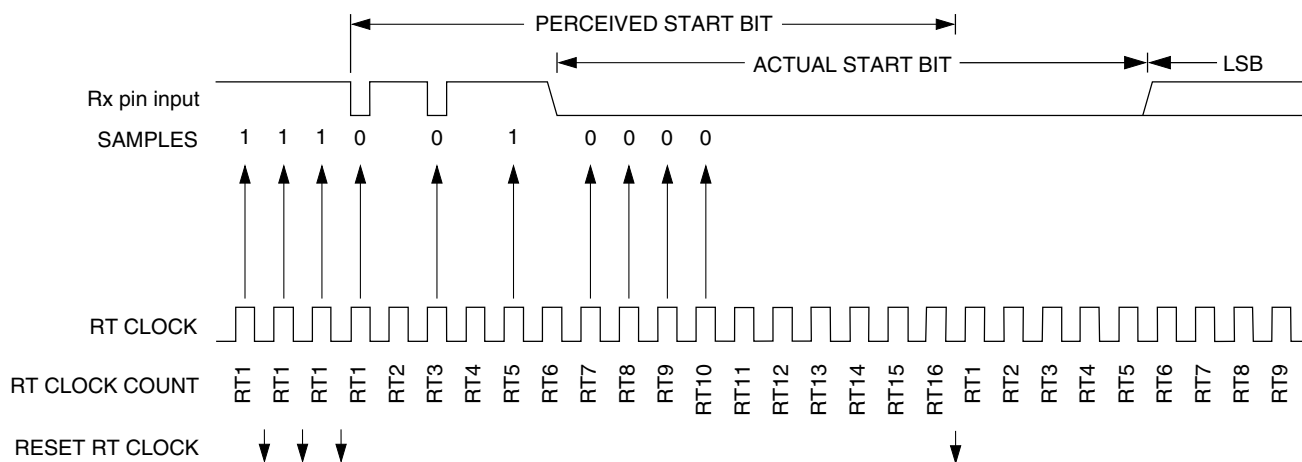 PERCEIVED START BIT
ACTUAL START BIT LSB
Rx pin input
SAMPLES 1 1 1 0 0 1 0 0 0 0
RT CLOCK
RT CLOCK COUNT RT1 RT1 RT1 RT1 RT2 RT3 RT4 RT5 RT6 RT7 RT8 RT9 RT10 RT11 RT12 RT13 RT14 RT15 RT16 RT1 RT2 RT3 RT4 RT5 RT6 RT7 RT8 RT9
RESET RT CLOCK